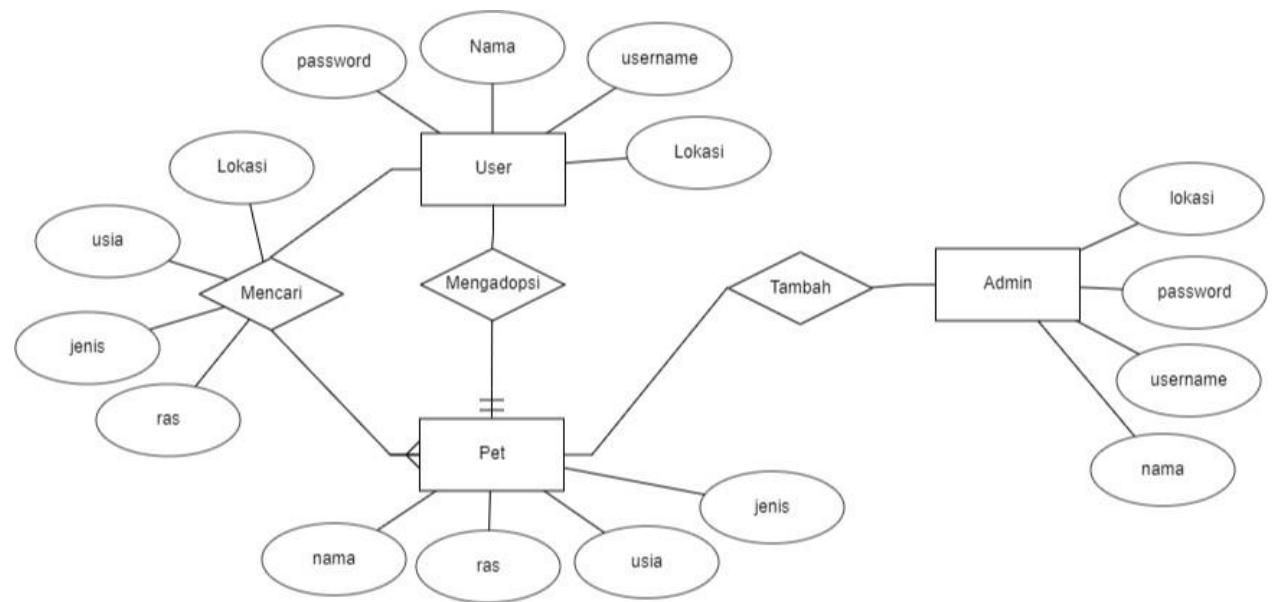 Nama
password
username
Lokasi
User
Lokasi
usia
Mencari
jenis
ras
Mengadopsi
Tambah
Admin
lokasi
password
username
nama
Pet
jenis
nama
ras
usia